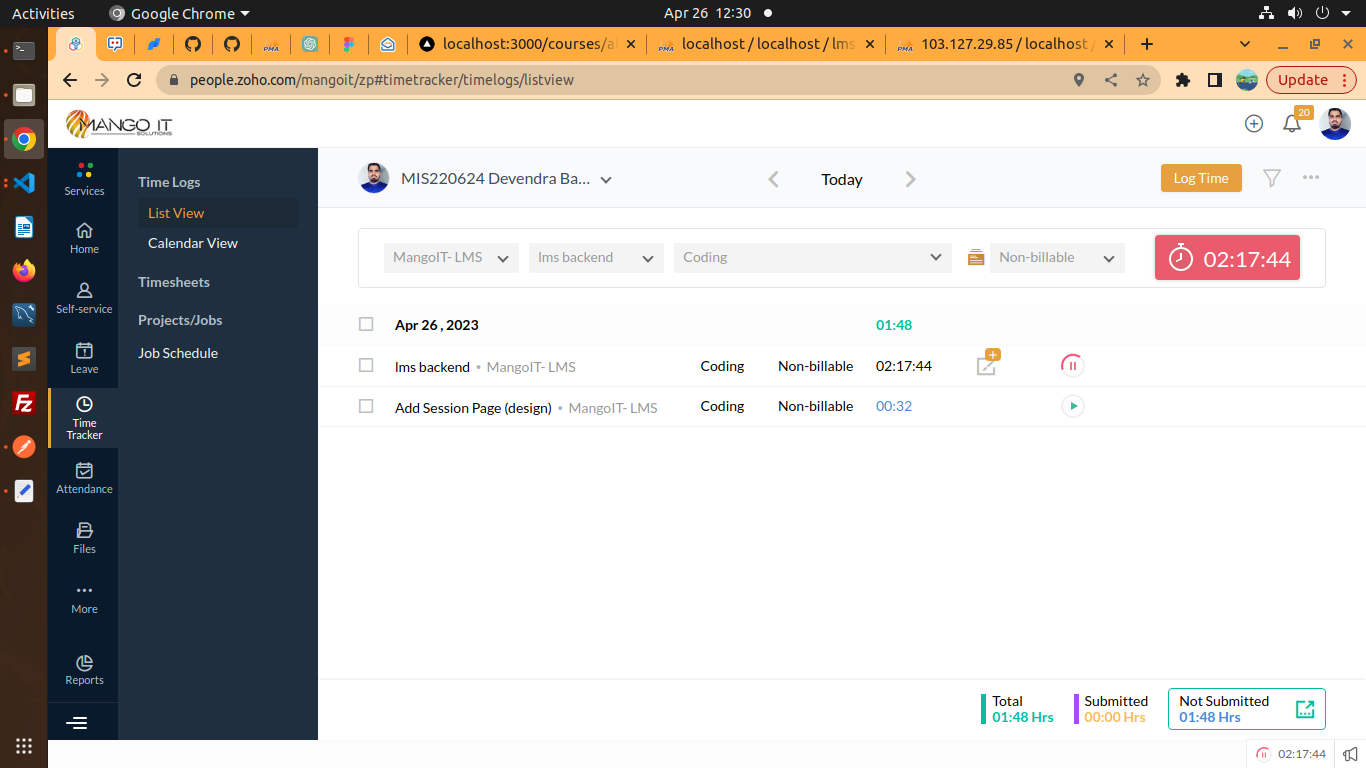 Activities
Google Chrome
Apr 26 12:30
localhost:3000/courses/al
localhost / localhost / lms
103.127.29.85 / localhost /
people.zoho.com/mangoit/zp#timetracker/timelogs/listview
Update
MANGO IT
SOLUTIONS
20
Services
Home
Self-service
Leave
Time
Tracker
Attendance
Files
More
Reports
Time Logs
List View
Calendar View
Timesheets
Projects/Jobs
Job Schedule
MIS220624 Devendra Ba...
Today
Log Time
MangoIT- LMS
lms backend
Coding
Non-billable
02:17:44
Apr 26 , 2023 01:48
lms backend • MangoIT- LMS Coding Non-billable 02:17:44
Add Session Page (design) • MangoIT- LMS Coding Non-billable 00:32
Total
01:48 Hrs
Submitted
00:00 Hrs
Not Submitted
01:48 Hrs
02:17:44